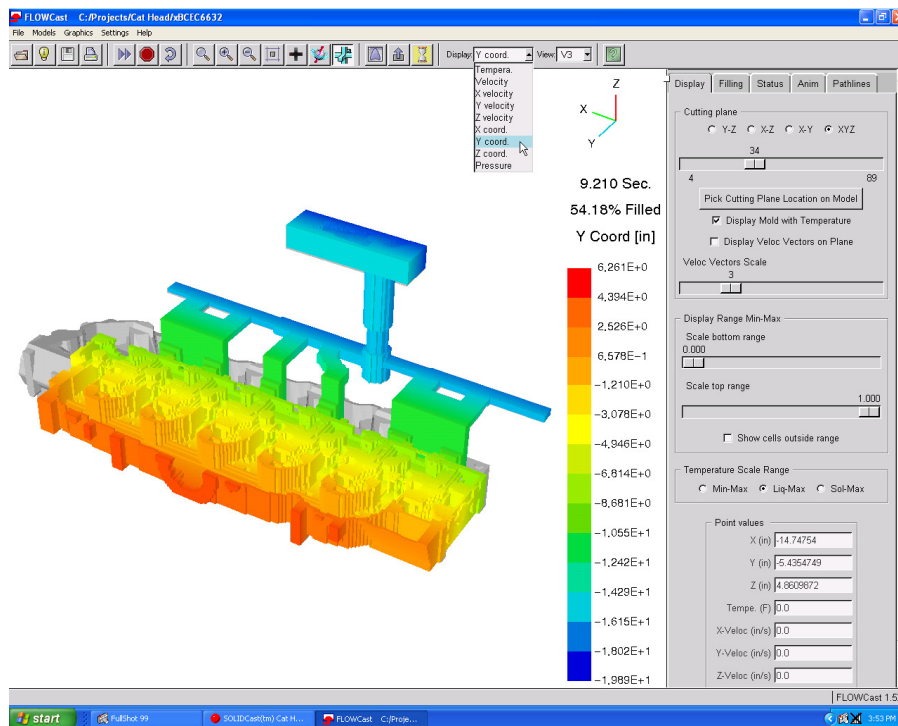 FLOWCast C:/Projects/Cat Head/xBCEC6632
File Models Graphics Settings Help
Display: Y coord. View: V3
Tempera.
Velocity
X velocity
Y velocity
Z velocity
X coord.
Y coord.
Z coord.
Pressure
Z
X
Y
9.210 Sec.
54.18% Filled
Y Coord [in]
6,261E+0
4,394E+0
2,526E+0
6,578E-1
-1,210E+0
-3,078E+0
-4,946E+0
-6,814E+0
-8,681E+0
-1,055E+1
-1,242E+1
-1,429E+1
-1,615E+1
-1,802E+1
-1,989E+1
Display Filling Status Anim Pathlines
Cutting plane
Y-Z X-Z X-Y XYZ
34
4 89
Pick Cutting Plane Location on Model
Display Mold with Temperature
Display Veloc Vectors on Plane
Veloc Vectors Scale
3
Display Range Min-Max
Scale bottom range
0.000
Scale top range
1.000
Show cells outside range
Temperature Scale Range
Min-Max Liq-Max Sol-Max
Point values
X (in) -14.74754
Y (in) -5.4354749
Z (in) 4.8609872
Tempe. (F) 0.0
X-Veloc (in/s) 0.0
Y-Veloc (in/s) 0.0
Z-Veloc (in/s) 0.0
FLOWCast 1.5
start FullShot 99 SOLIDCast(tm) Cat H... FLOWCast C:/Proje... 3:53 PM